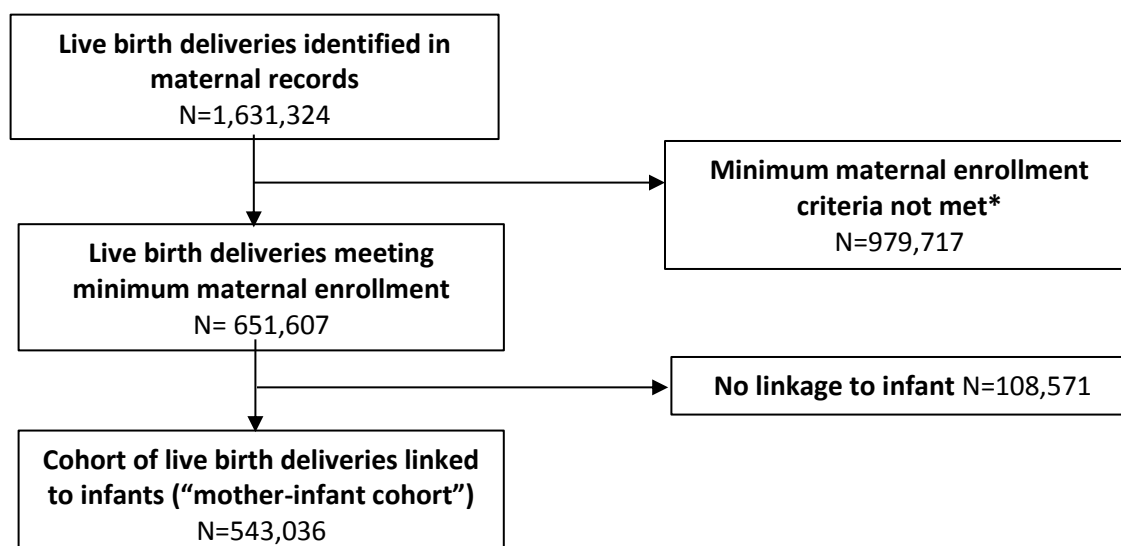 Live birth deliveries identified in
maternal records
N=1,631,324
Minimum maternal enrollment
criteria not met*
N=979,717
Live birth deliveries meeting
minimum maternal enrollment
N= 651,607
No linkage to infant N=108,571
Cohort of live birth deliveries linked
to infants (“mother-infant cohort”)
N=543,036